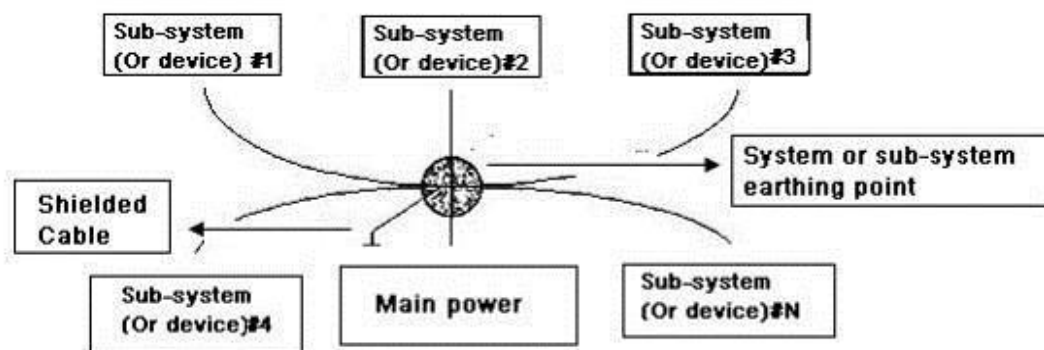 Sub-system
(Or device) #1
Sub-system
(Or device)#2
Sub-system
(Or device)#3
System or sub-system
earthing point
Shielded
Cable
Sub-system
(Or device)#4
Main power
Sub-system
(Or device)#N